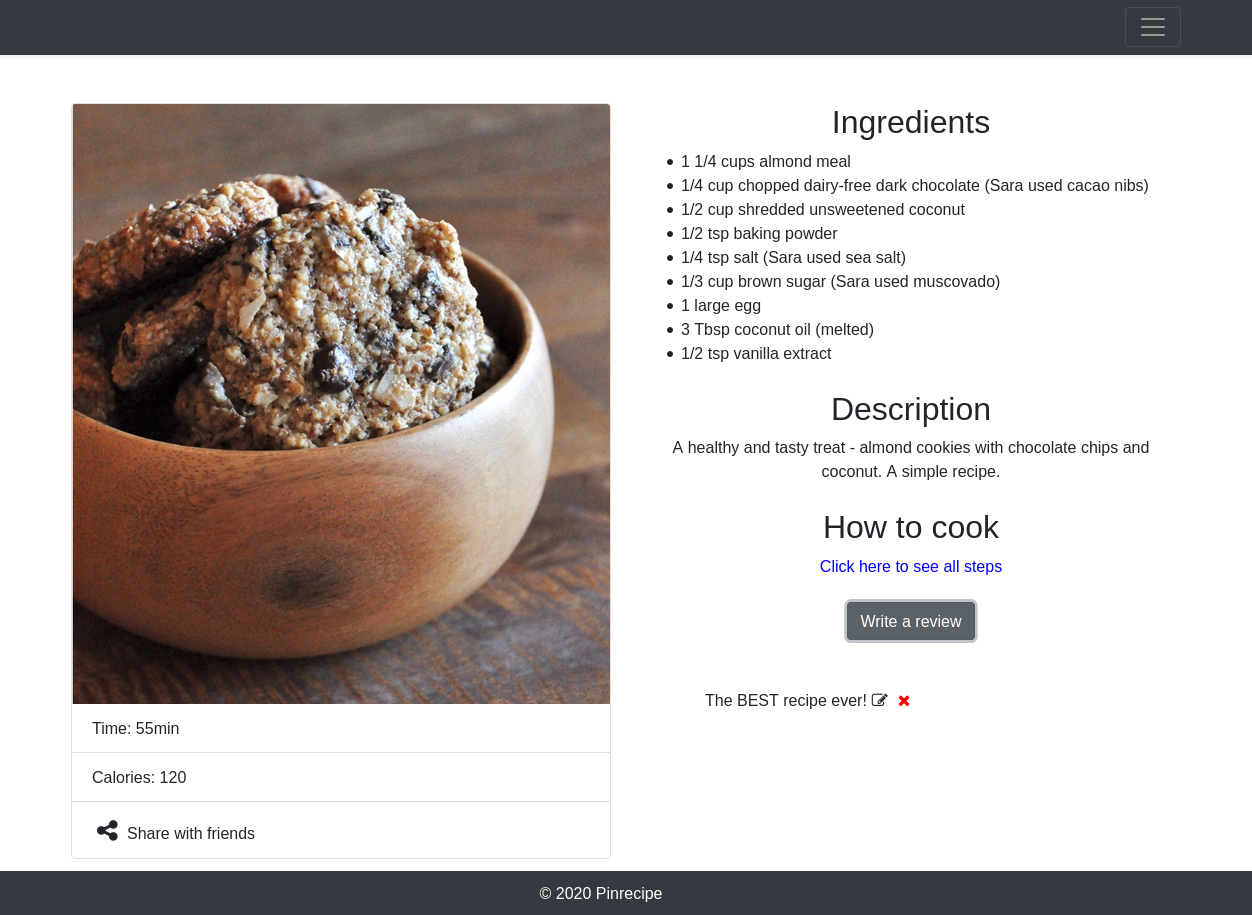 Ingredients
1 1/4 cups almond meal
1/4 cup chopped dairy-free dark chocolate (Sara used cacao nibs)
1/2 cup shredded unsweetened coconut
1/2 tsp baking powder
1/4 tsp salt (Sara used sea salt)
1/3 cup brown sugar (Sara used muscovado)
1 large egg
3 Tbsp coconut oil (melted)
1/2 tsp vanilla extract
Description
A healthy and tasty treat - almond cookies with chocolate chips and
coconut. A simple recipe.
How to cook
Click here to see all steps
Write a review
The BEST recipe ever!
Time: 55min
Calories: 120
Share with friends
© 2020 Pinrecipe